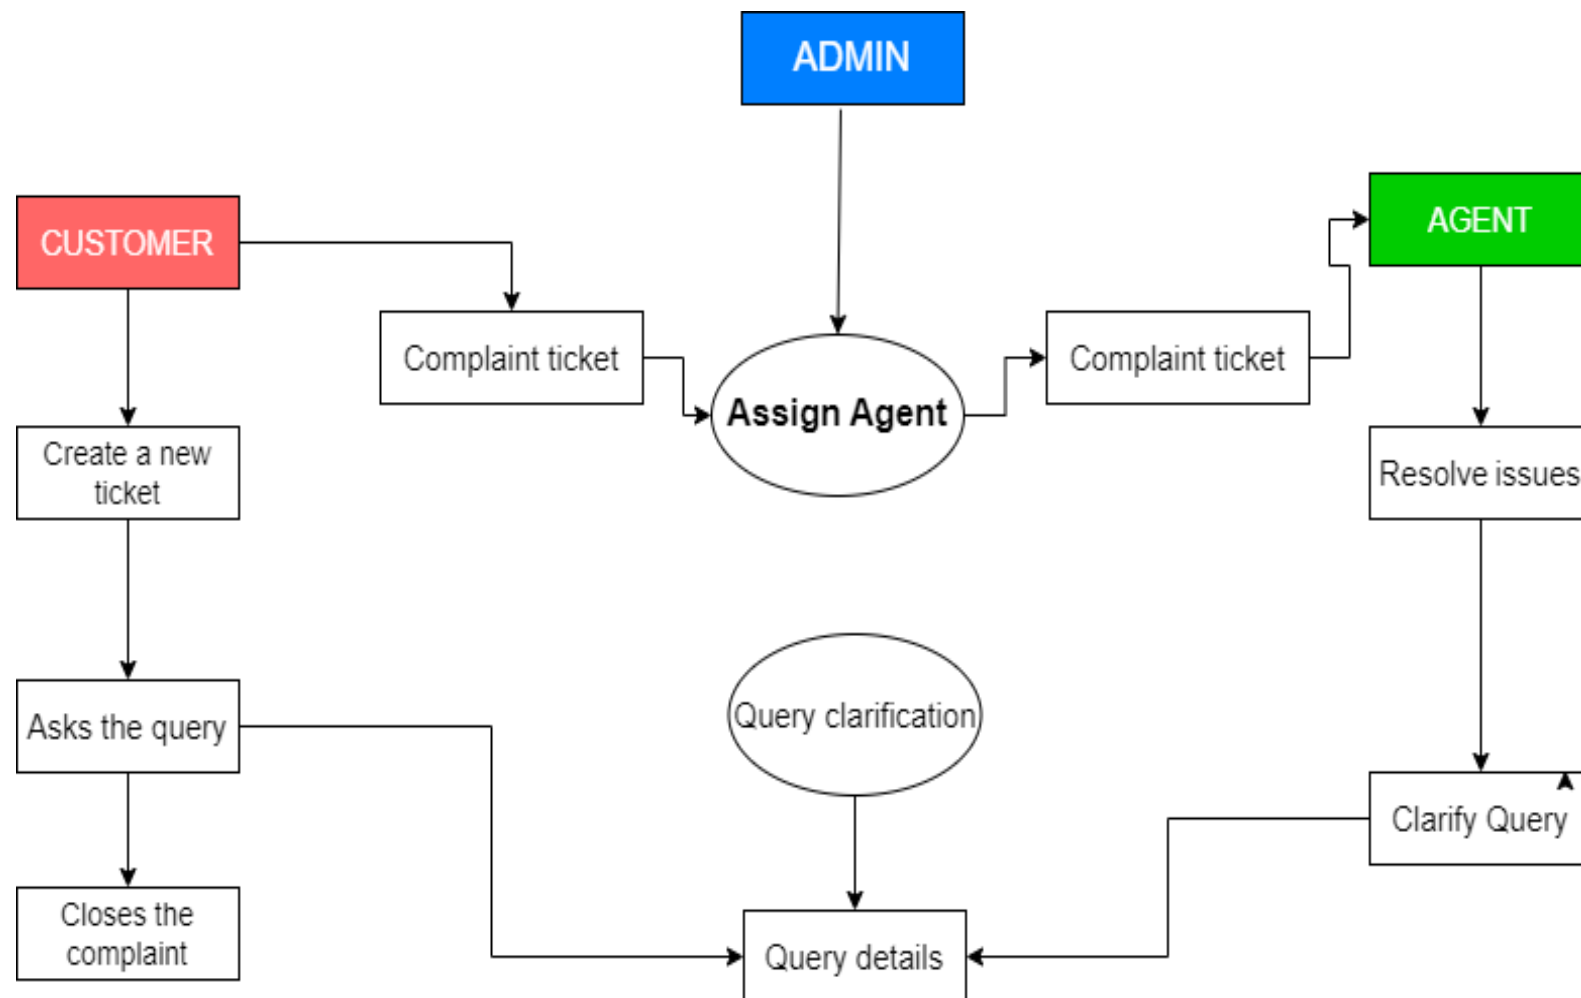 ADMIN
CUSTOMER
AGENT
Complaint ticket
Assign Agent
Complaint ticket
Create a new
ticket
Resolve issues
Asks the query
Query clarification
Clarify Query
Closes the
complaint
Query details